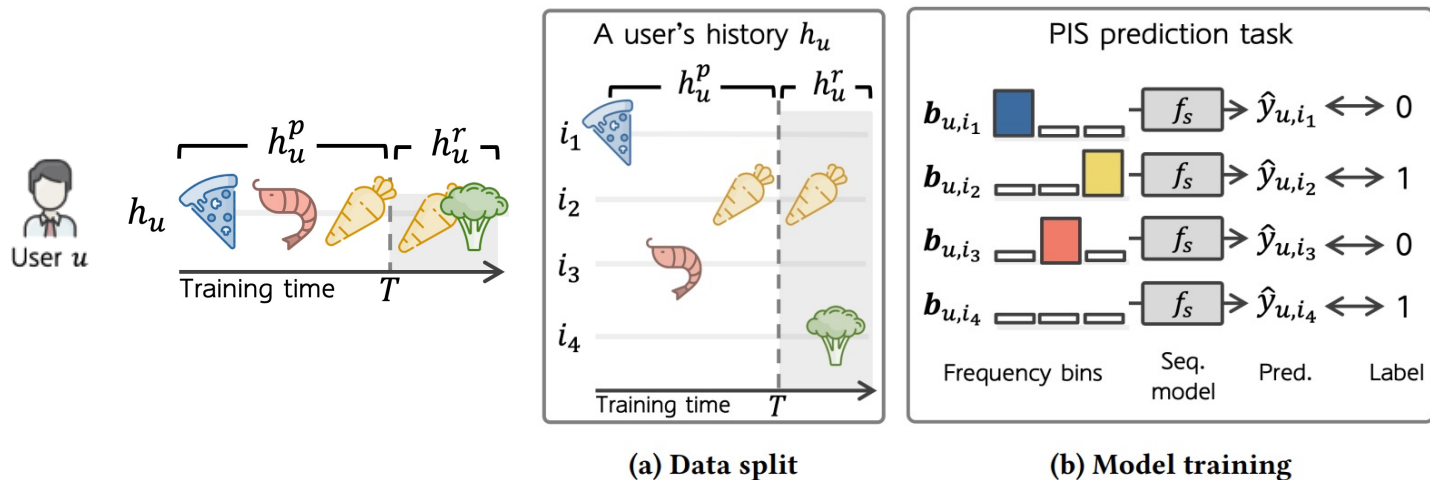 User u
h_u
h_u^p
h_u^r
Training time
T
A user's history h_u
h_u^p
h_u^r
i_1
i_2
i_3
i_4
Training time
T
(a) Data split
PIS prediction task
b_{u,i_1} f_s ŷ_{u,i_1} 0
b_{u,i_2} f_s ŷ_{u,i_2} 1
b_{u,i_3} f_s ŷ_{u,i_3} 0
b_{u,i_4} f_s ŷ_{u,i_4} 1
Frequency bins
Seq.
model
Pred.
Label
(b) Model training